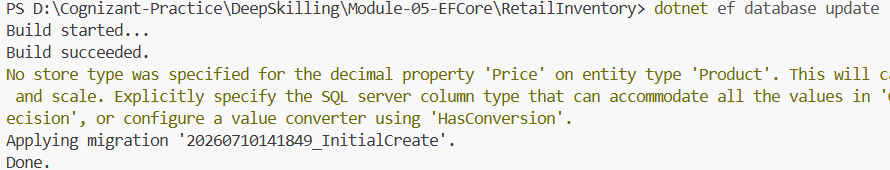 PS D:\Cognizant-Practice\DeepSkilling\Module-05-EFCore\RetailInventory> dotnet ef database update
Build started...
Build succeeded.
No store type was specified for the decimal property 'Price' on entity type 'Product'. This will ca
 and scale. Explicitly specify the SQL server column type that can accommodate all the values in '
ecision', or configure a value converter using 'HasConversion'.
Applying migration '20260710141849_InitialCreate'.
Done.